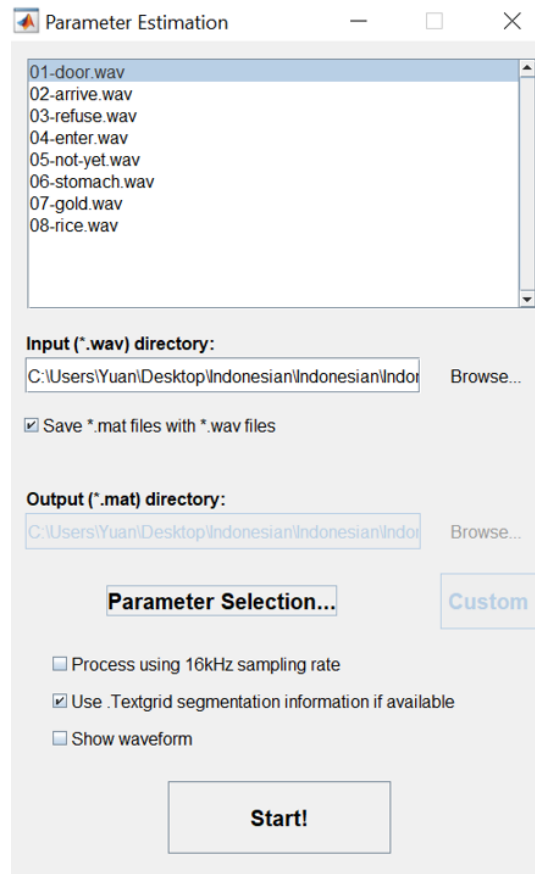 Parameter Estimation
01-door.wav
02-arrive.wav
03-refuse.wav
04-enter.wav
05-not-yet.wav
06-stomach.wav
07-gold.wav
08-rice.wav
Input (*.wav) directory:
C:\Users\Yuan\Desktop\Indonesian\Indonesian\Indor Browse...
Save *.mat files with *.wav files
Output (*.mat) directory:
C:\Users\Yuan\Desktop\Indonesian\Indonesian\Indor Browse...
Parameter Selection... Custom
Process using 16kHz sampling rate
Use .Textgrid segmentation information if available
Show waveform
Start!